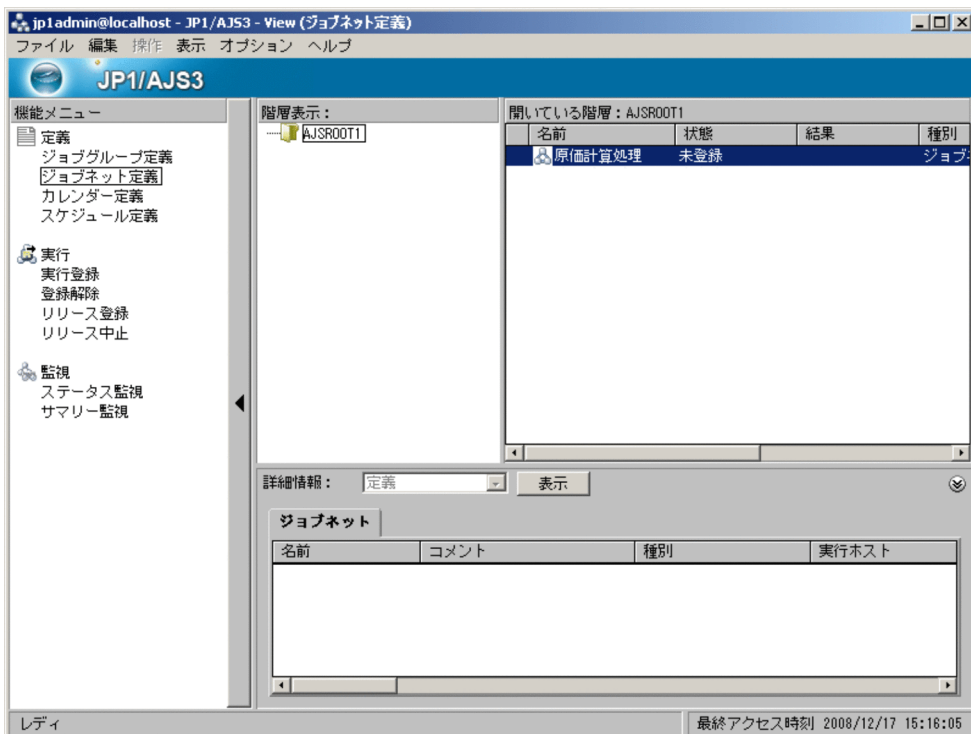 jp1admin@localhost - JP1/AJS3 - View (ジョブネット定義)
ファイル 編集 操作 表示 オプション ヘルプ
JP1/AJS3
機能メニュー
定義
ジョブグループ定義
ジョブネット定義
カレンダー定義
スケジュール定義
実行
実行登録
登録解除
リリース登録
リリース中止
監視
ステータス監視
サマリー監視
階層表示：
AJSROOT1
開いている階層：AJSROOT1
名前 状態 結果 種別
原価計算処理 未登録 ジョブ
詳細情報： 定義 表示
ジョブネット
名前 コメント 種別 実行ホスト
レディ 最終アクセス時刻 2008/12/17 15:16:05